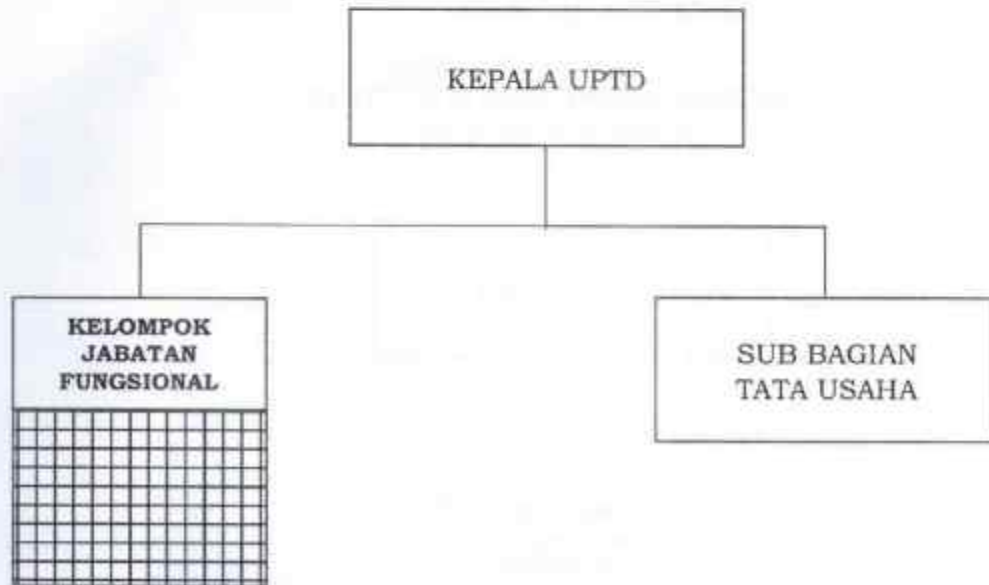 KEPALA UPTD
KELOMPOK
JABATAN
FUNGSIONAL
SUB BAGIAN
TATA USAHA